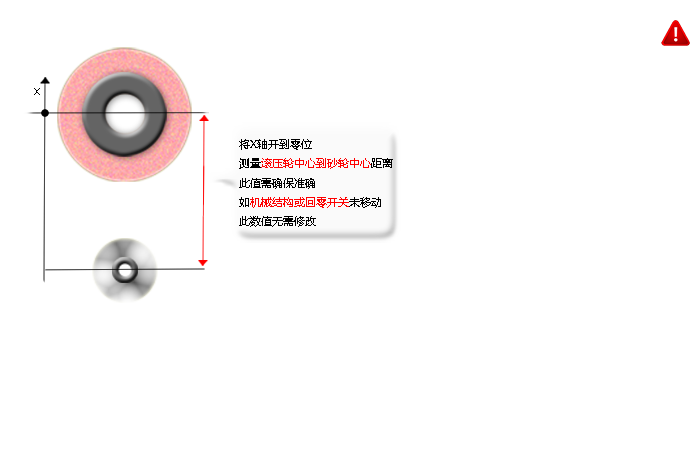 X
将X轴开到零位
测量滚压轮中心到砂轮中心距离
此值需确保准确
如机械结构或回零开关未移动
此数值无需修改